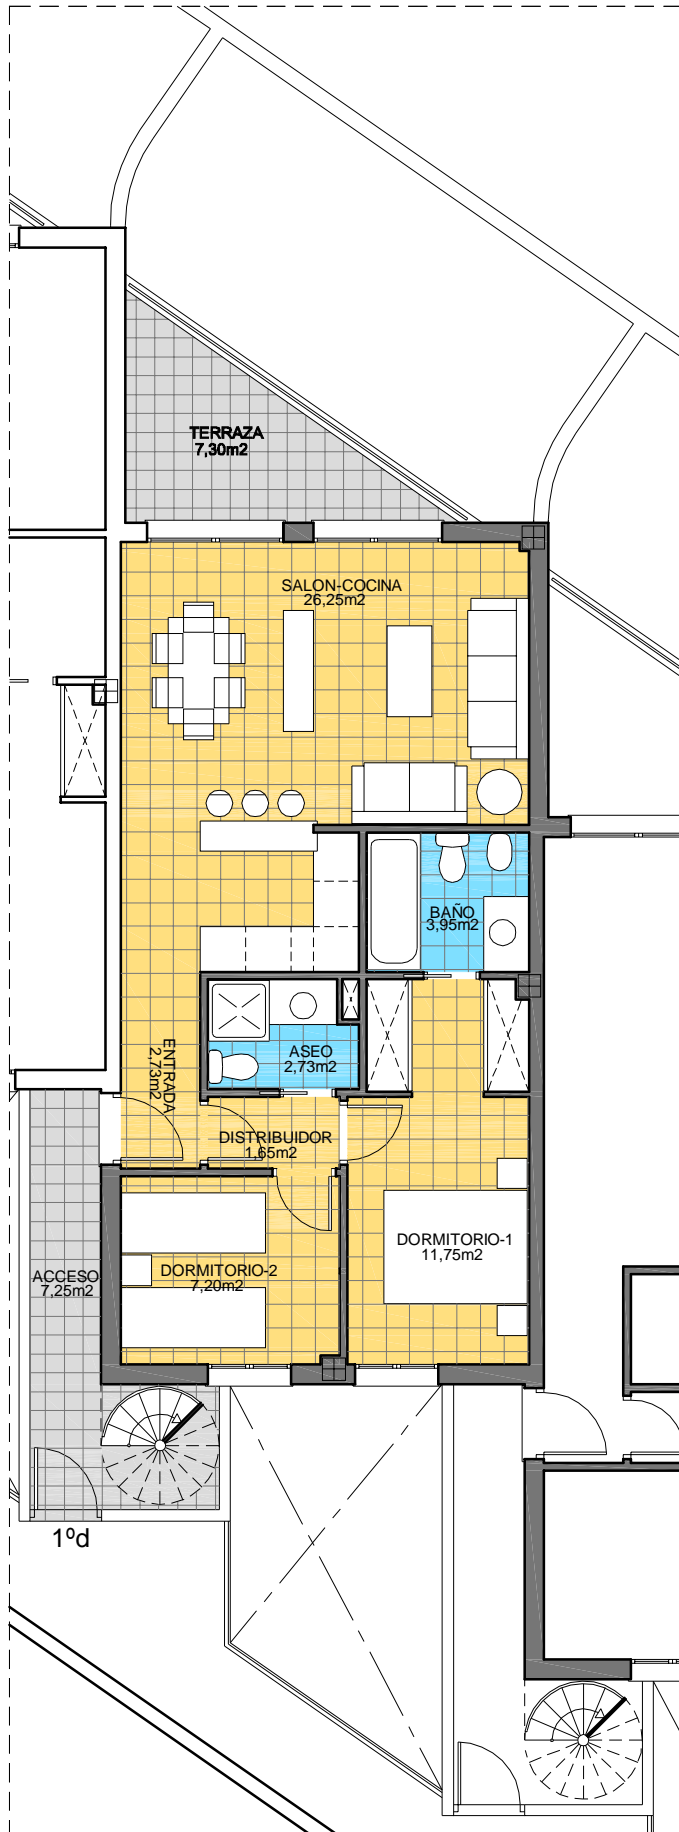 TERRAZA
7,30m2
SALON-COCINA
26,25m2
BAÑO
3,95m2
ASEO
2,73m2
ENTRADA
2,73m2
DISTRIBUIDOR
1,65m2
DORMITORIO-1
11,75m2
DORMITORIO-2
7,20m2
ACCESO
7,25m2
1ºd